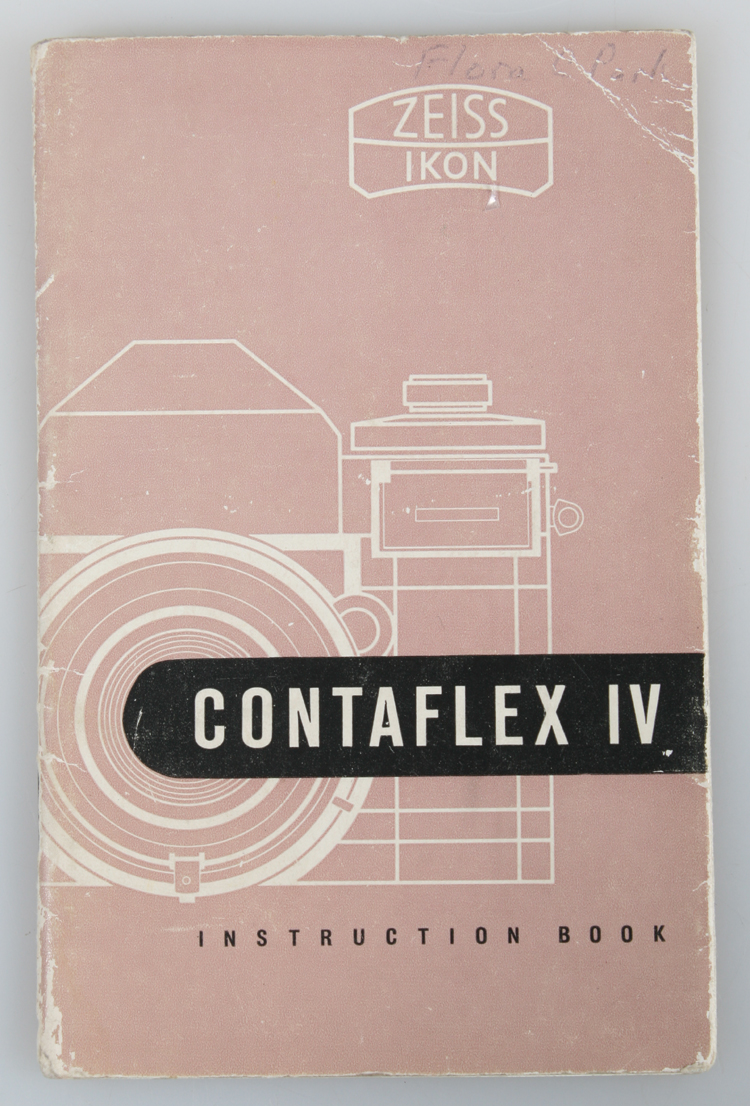 Flora E Park
ZEISS
IKON
CONTAFLEX IV
INSTRUCTION BOOK